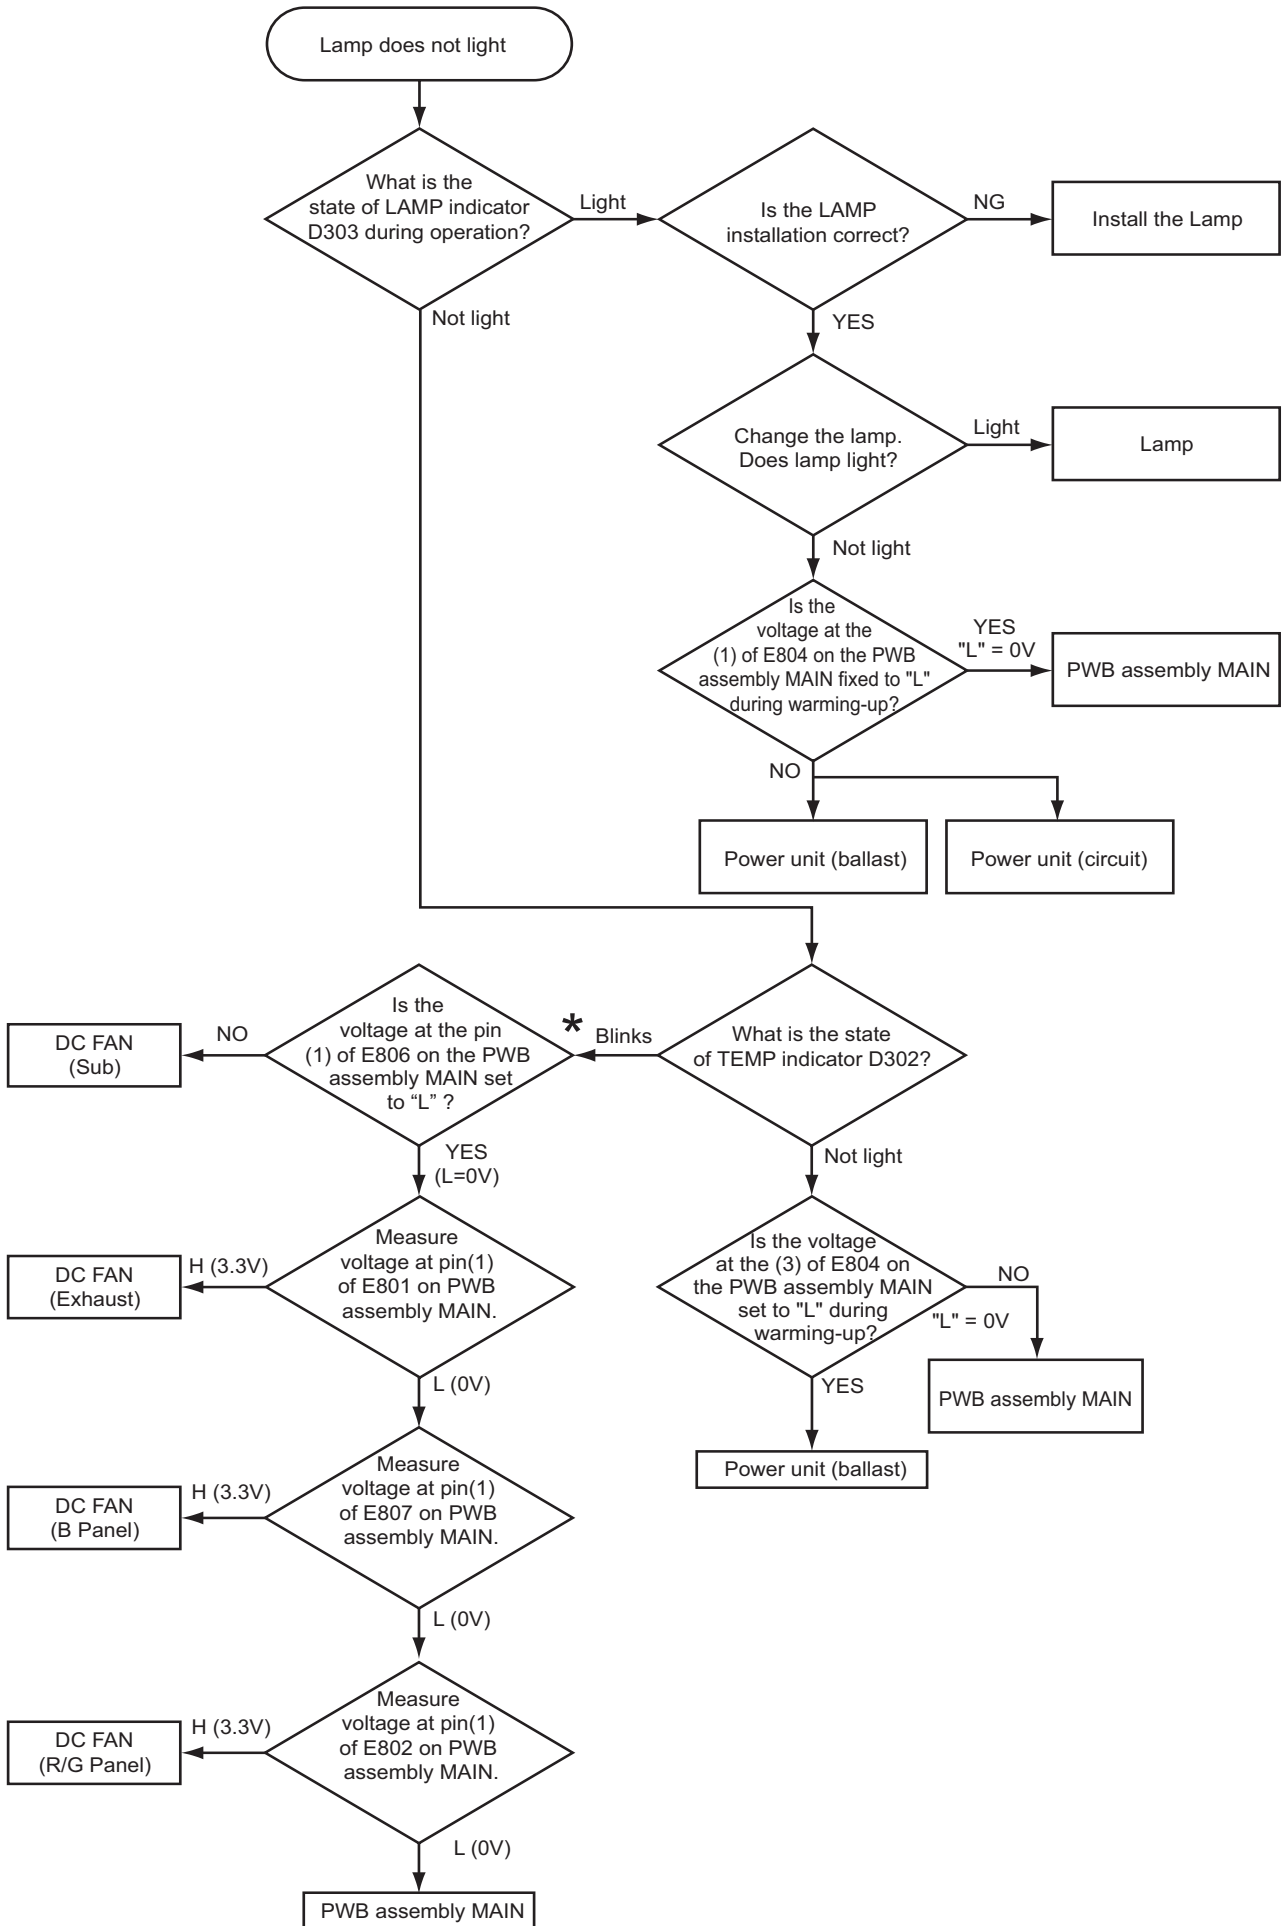 Lamp does not light
What is the
state of LAMP indicator
D303 during operation?
Light
Is the LAMP
installation correct?
NG
Install the Lamp
Not light
YES
Change the lamp.
Does lamp light?
Light
Lamp
Not light
Is the
voltage at the
(1) of E804 on the PWB
assembly MAIN fixed to "L"
during warming-up?
YES
"L" = 0V
PWB assembly MAIN
NO
Power unit (ballast)
Power unit (circuit)
What is the state
of TEMP indicator D302?
* Blinks
Is the
voltage at the pin
(1) of E806 on the PWB
assembly MAIN set
to “L” ?
NO
DC FAN
(Sub)
YES
(L=0V)
Not light
Measure
voltage at pin(1)
of E801 on PWB
assembly MAIN.
H (3.3V)
DC FAN
(Exhaust)
Is the voltage
at the (3) of E804 on
the PWB assembly MAIN
set to "L" during
warming-up?
NO
"L" = 0V
PWB assembly MAIN
YES
Power unit (ballast)
L (0V)
Measure
voltage at pin(1)
of E807 on PWB
assembly MAIN.
H (3.3V)
DC FAN
(B Panel)
L (0V)
Measure
voltage at pin(1)
of E802 on PWB
assembly MAIN.
H (3.3V)
DC FAN
(R/G Panel)
L (0V)
PWB assembly MAIN